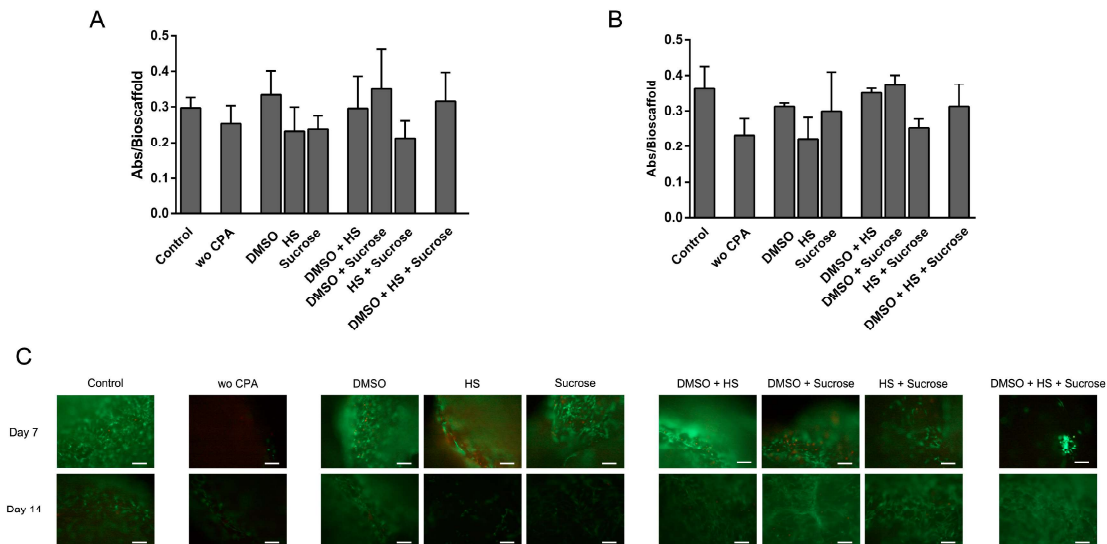 A
B
Abs/Bioscaffold
0.5
0.4
0.3
0.2
0.1
0.0
Control
wo CPA
DMSO
HS
Sucrose
DMSO + HS
DMSO + Sucrose
HS + Sucrose
DMSO + HS + Sucrose
Abs/Bioscaffold
0.5
0.4
0.3
0.2
0.1
0.0
Control
wo CPA
DMSO
HS
Sucrose
DMSO + HS
DMSO + Sucrose
HS + Sucrose
DMSO + HS + Sucrose
C
Control
wo CPA
DMSO
HS
Sucrose
DMSO + HS
DMSO + Sucrose
HS + Sucrose
DMSO + HS + Sucrose
Day 7
Day 14